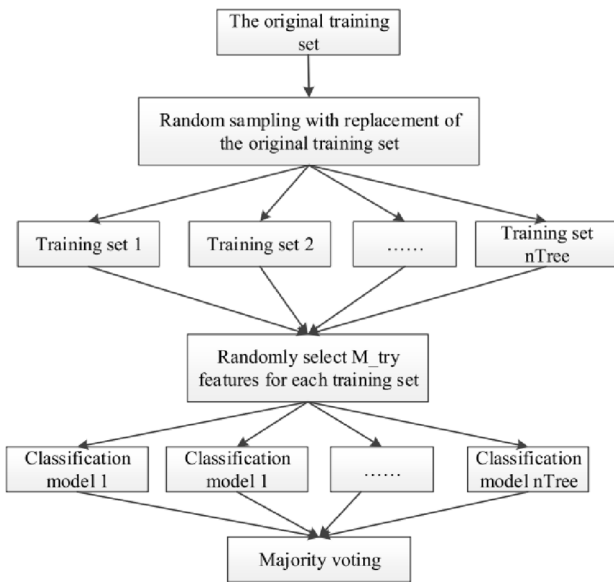 The original training
set
Random sampling with replacement of
the original training set
Training set 1
Training set 2
……
Training set
nTree
Randomly select M_try
features for each training set
Classification
model 1
Classification
model 1
……
Classification
model nTree
Majority voting